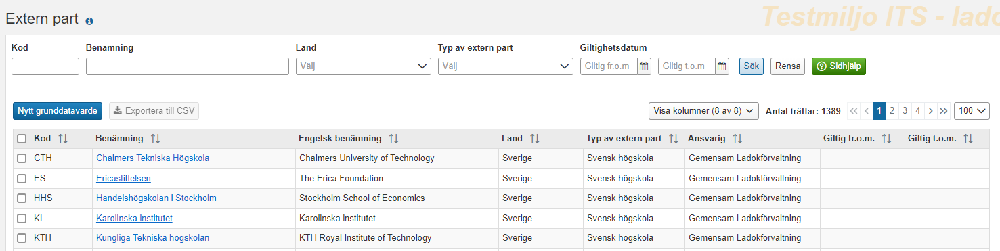 Testmiljo ITS - lado
Extern part
Kod Benämning Land Typ av extern part Giltighetsdatum
Välj Välj Giltig fr.o.m Giltig t.o.m Sök Rensa Sidhjälp
Nytt grunddatavärde Exportera till CSV Visa kolumner (8 av 8) Antal träffar: 1389 << < 1 2 3 4 > >> 100
Kod Benämning Engelsk benämning Land Typ av extern part Ansvarig Giltig fr.o.m. Giltig t.o.m.
CTH Chalmers Tekniska Högskola Chalmers University of Technology Sverige Svensk högskola Gemensam Ladokförvaltning
ES Ericastiftelsen The Erica Foundation Sverige Svensk högskola Gemensam Ladokförvaltning
HHS Handelshögskolan i Stockholm Stockholm School of Economics Sverige Svensk högskola Gemensam Ladokförvaltning
KI Karolinska institutet Karolinska institutet Sverige Svensk högskola Gemensam Ladokförvaltning
KTH Kungliga Tekniska högskolan KTH Royal Institute of Technology Sverige Svensk högskola Gemensam Ladokförvaltning